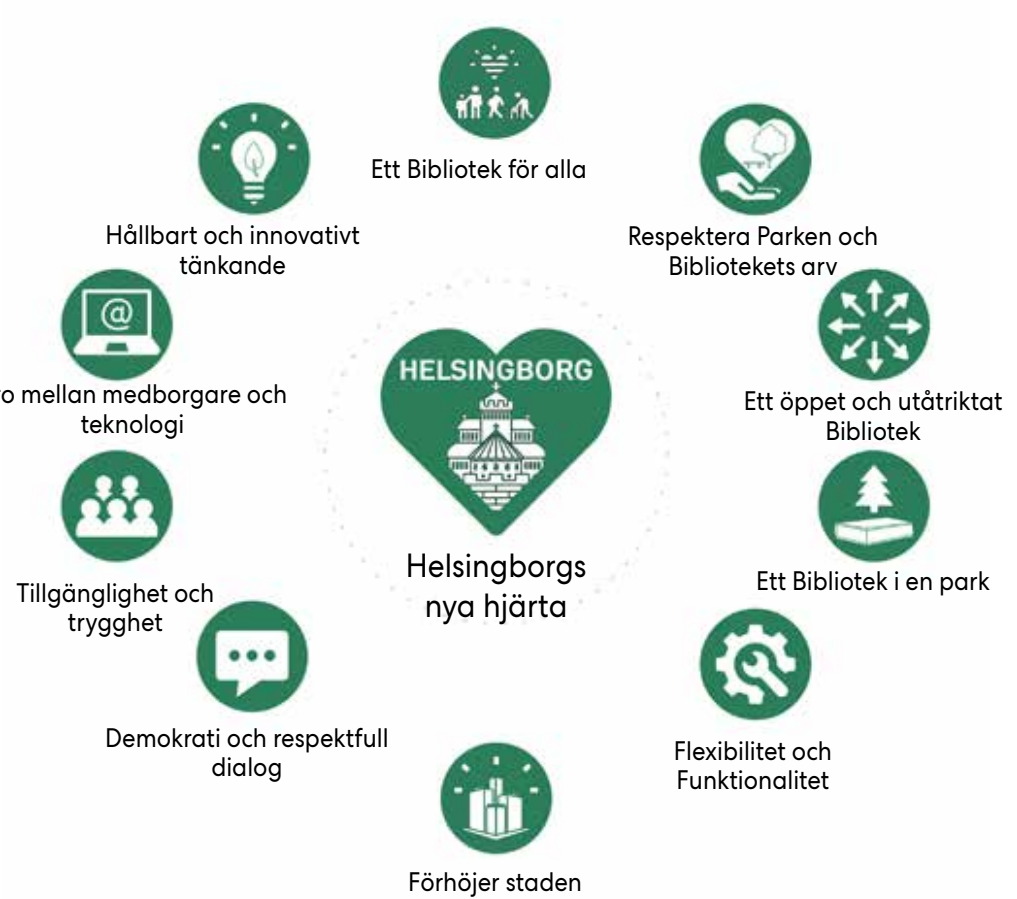 Ett Bibliotek för alla
Hållbart och innovativt
tänkande
Respektera Parken och
Bibliotekets arv
@
mellan medborgare och
teknologi
HELSINGBORG
Ett öppet och utåtriktat
Bibliotek
Helsingborgs
nya hjärta
Tillgänglighet och
trygghet
Ett Bibliotek i en park
Demokrati och respektfull
dialog
Flexibilitet och
Funktionalitet
Förhöjer staden